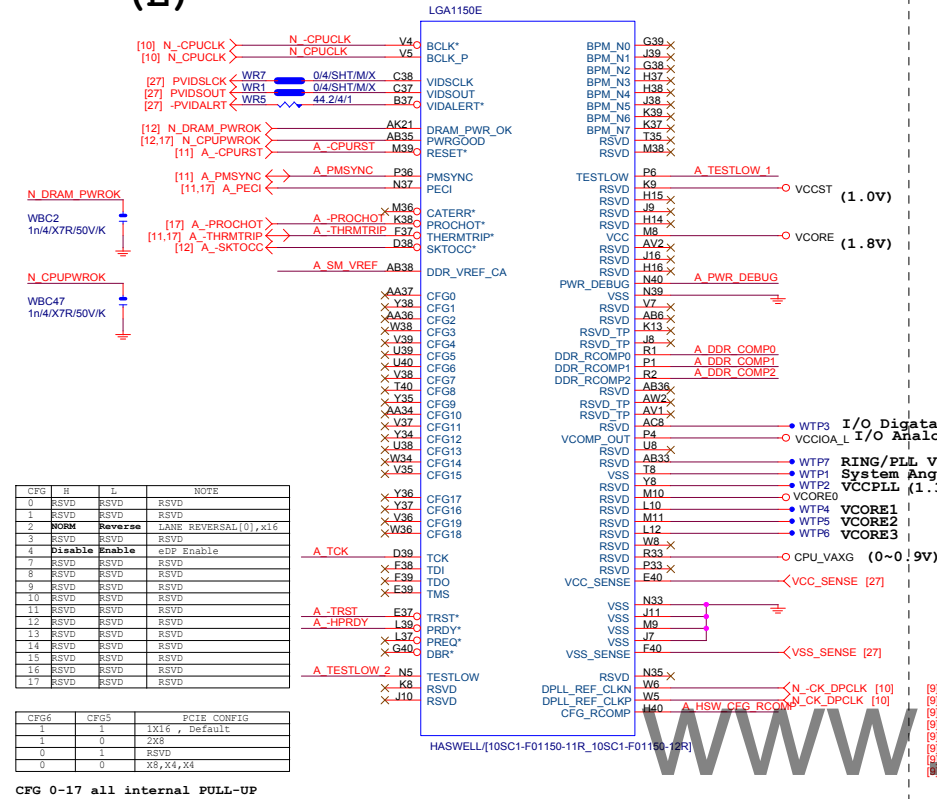 (E)
LGA1150E
[10] N_-CPUCLK N_-CPUCLK V4 BCLK*
[10] N_CPUCLK N_CPUCLK V5 BCLK_P
[27] PVIDSLCK WR7 0/4/SHT/M/X C38 VIDSCLK
[27] PVIDSOUT WR1 0/4/SHT/M/X C37 VIDSOUT
[27] -PVIDALRT WR5 44.2/4/1 B37 VIDALERT*
[12] N_DRAM_PWROK AK21 DRAM_PWR_OK
[12,17] N_CPUPWROK AB35 PWRGOOD
[11] A_-CPURST A_-CPURST M39 RESET*
[11] A_PMSYNC A_PMSYNC P36 PMSYNC
[11,17] A_PECI N37 PECI
M36 CATERR*
[17] A_-PROCHOT A_-PROCHOT K38 PROCHOT*
[11,17] A_-THRMTRIP A_-THRMTRIP F37 THERMTRIP*
[12] A_-SKTOCC D38 SKTOCC*
A_SM_VREF AB38 DDR_VREF_CA
N_DRAM_PWROK
WBC2
1n/4/X7R/50V/K
N_CPUPWROK
WBC47
1n/4/X7R/50V/K
AA37 CFG0
Y38 CFG1
AA36 CFG2
W38 CFG3
V39 CFG4
U39 CFG5
U40 CFG6
V38 CFG7
T40 CFG8
Y35 CFG9
AA34 CFG10
V37 CFG11
Y34 CFG12
U38 CFG13
W34 CFG14
V35 CFG15
Y36 CFG17
Y37 CFG16
V36 CFG19
W36 CFG18
A_TCK D39 TCK
F38 TDI
F39 TDO
E39 TMS
A_-TRST E37 TRST*
A_-HPRDY L39 PRDY*
L37 PREQ*
G40 DBR*
A_TESTLOW_2 N5 TESTLOW
K8 RSVD
J10 RSVD
BPM_N0 G39
BPM_N1 J39
BPM_N2 G38
BPM_N3 H37
BPM_N4 H38
BPM_N5 J38
BPM_N6 K39
BPM_N7 K37
RSVD T35
RSVD M38
TESTLOW P6 A_TESTLOW_1
RSVD K9 VCCST (1.0V)
RSVD H15
RSVD J9
RSVD H14
VCC M8 VCORE (1.8V)
RSVD AV2
RSVD J16
RSVD H16
PWR_DEBUG N40 A_PWR_DEBUG
VSS N39
RSVD V7
RSVD AB6
RSVD_TP K13
RSVD_TP J8
DDR_RCOMP0 R1 A_DDR_COMP0
DDR_RCOMP1 P1 A_DDR_COMP1
DDR_RCOMP2 R2 A_DDR_COMP2
RSVD AB36
RSVD_TP AW2
RSVD_TP AV1
RSVD AC8 WTP3 I/O Digata
VCOMP_OUT P4 VCCIOA_L I/O Analo
RSVD U8
RSVD AB33 WTP7 RING/PLL V
VSS T8 WTP1 System Ang
RSVD Y8 WTP2 VCCPLL (1.
RSVD M10 VCORE0
RSVD L10 WTP4 VCORE1
RSVD M11 WTP5 VCORE2
RSVD L12 WTP6 VCORE3
RSVD W8
RSVD R33 CPU_VAXG (0~0.9V)
RSVD P33
VCC_SENSE E40 VCC_SENSE [27]
VSS N33
VSS J11
VSS M9
VSS J7
VSS_SENSE F40 VSS_SENSE [27]
RSVD N35
DPLL_REF_CLKN W6 N_-CK_DPCLK [10]
DPLL_REF_CLKP W5 N_CK_DPCLK [10]
CFG_RCOMP H40 A_HSW_CFG_RCOMP
HASWELL/[10SC1-F01150-11R_10SC1-F01150-12R]
CFG H L NOTE
0 RSVD RSVD RSVD
1 RSVD RSVD RSVD
2 NORM Reverse LANE REVERSAL[0],x16
3 RSVD RSVD RSVD
4 Disable Enable eDP Enable
7 RSVD RSVD RSVD
8 RSVD RSVD RSVD
9 RSVD RSVD RSVD
10 RSVD RSVD RSVD
11 RSVD RSVD RSVD
12 RSVD RSVD RSVD
13 RSVD RSVD RSVD
14 RSVD RSVD RSVD
15 RSVD RSVD RSVD
16 RSVD RSVD RSVD
17 RSVD RSVD RSVD
CFG6 CFG5 PCIE CONFIG
1 1 1X16 , Default
1 0 2X8
0 1 RSVD
0 0 X8,X4,X4
CFG 0-17 all internal PULL-UP
www.